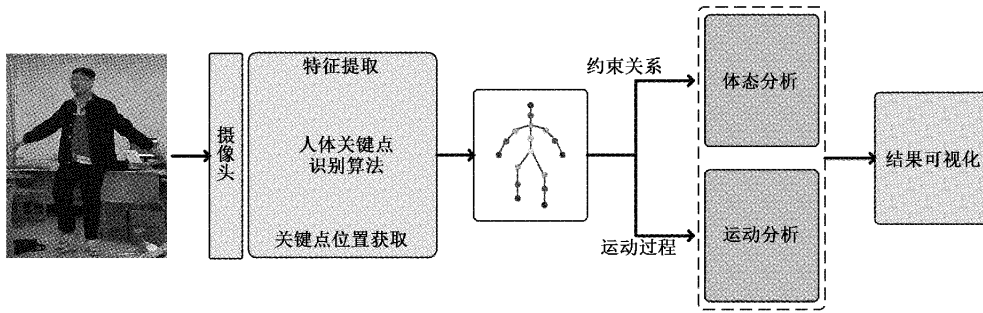 摄像头
特征提取
人体关键点
识别算法
关键点位置获取
约束关系
运动过程
体态分析
运动分析
结果可视化